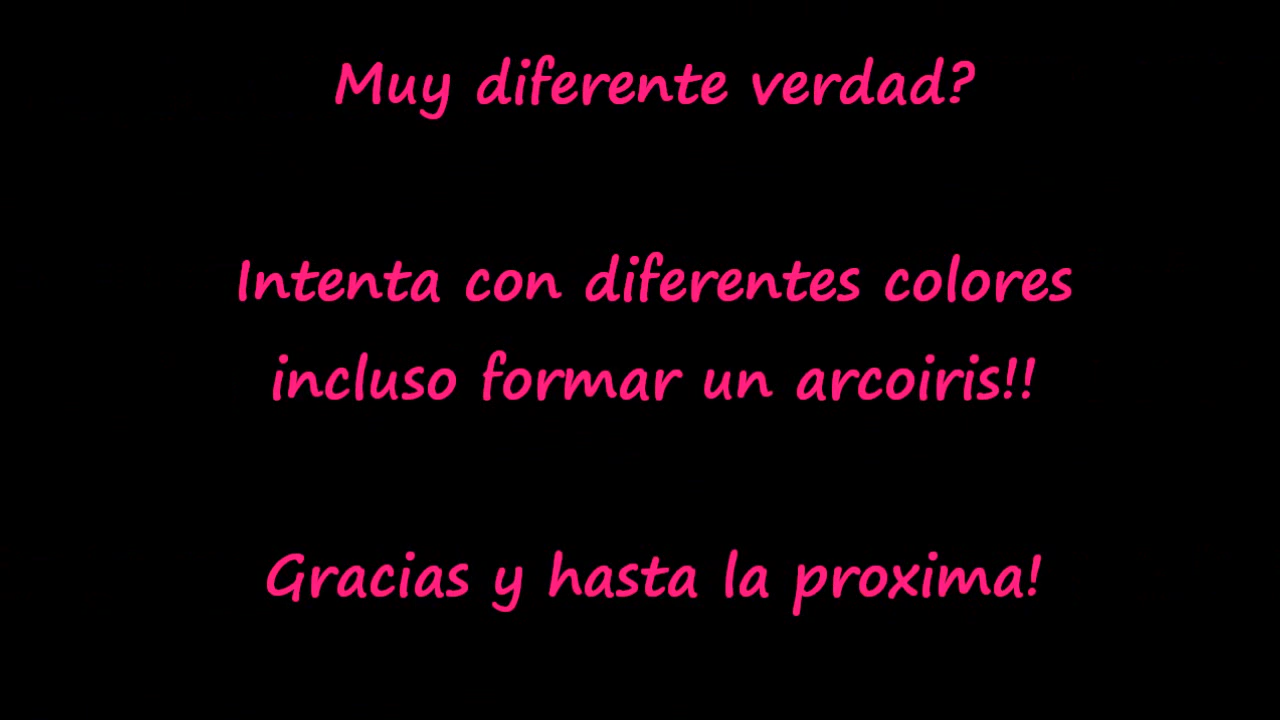 Muy diferente verdad?
Intenta con diferentes colores
incluso formar un arcoiris!!
Gracias y hasta la proxima!